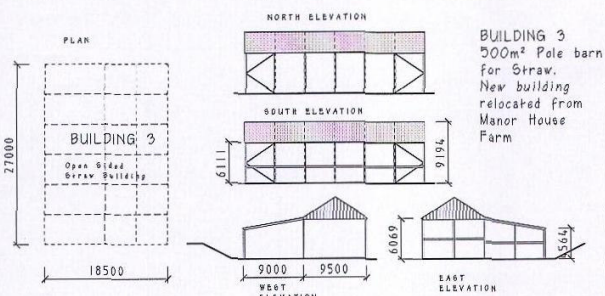 PLAN
27000
BUILDING 3
Open Sided
Straw Building
18500
NORTH ELEVATION
SOUTH ELEVATION
6111
9194
6069
4564
9000
9500
WEST
ELEVATION
EAST
ELEVATION
BUILDING 3
500m² Pole barn
for Straw.
New building
relocated from
Manor House
Farm